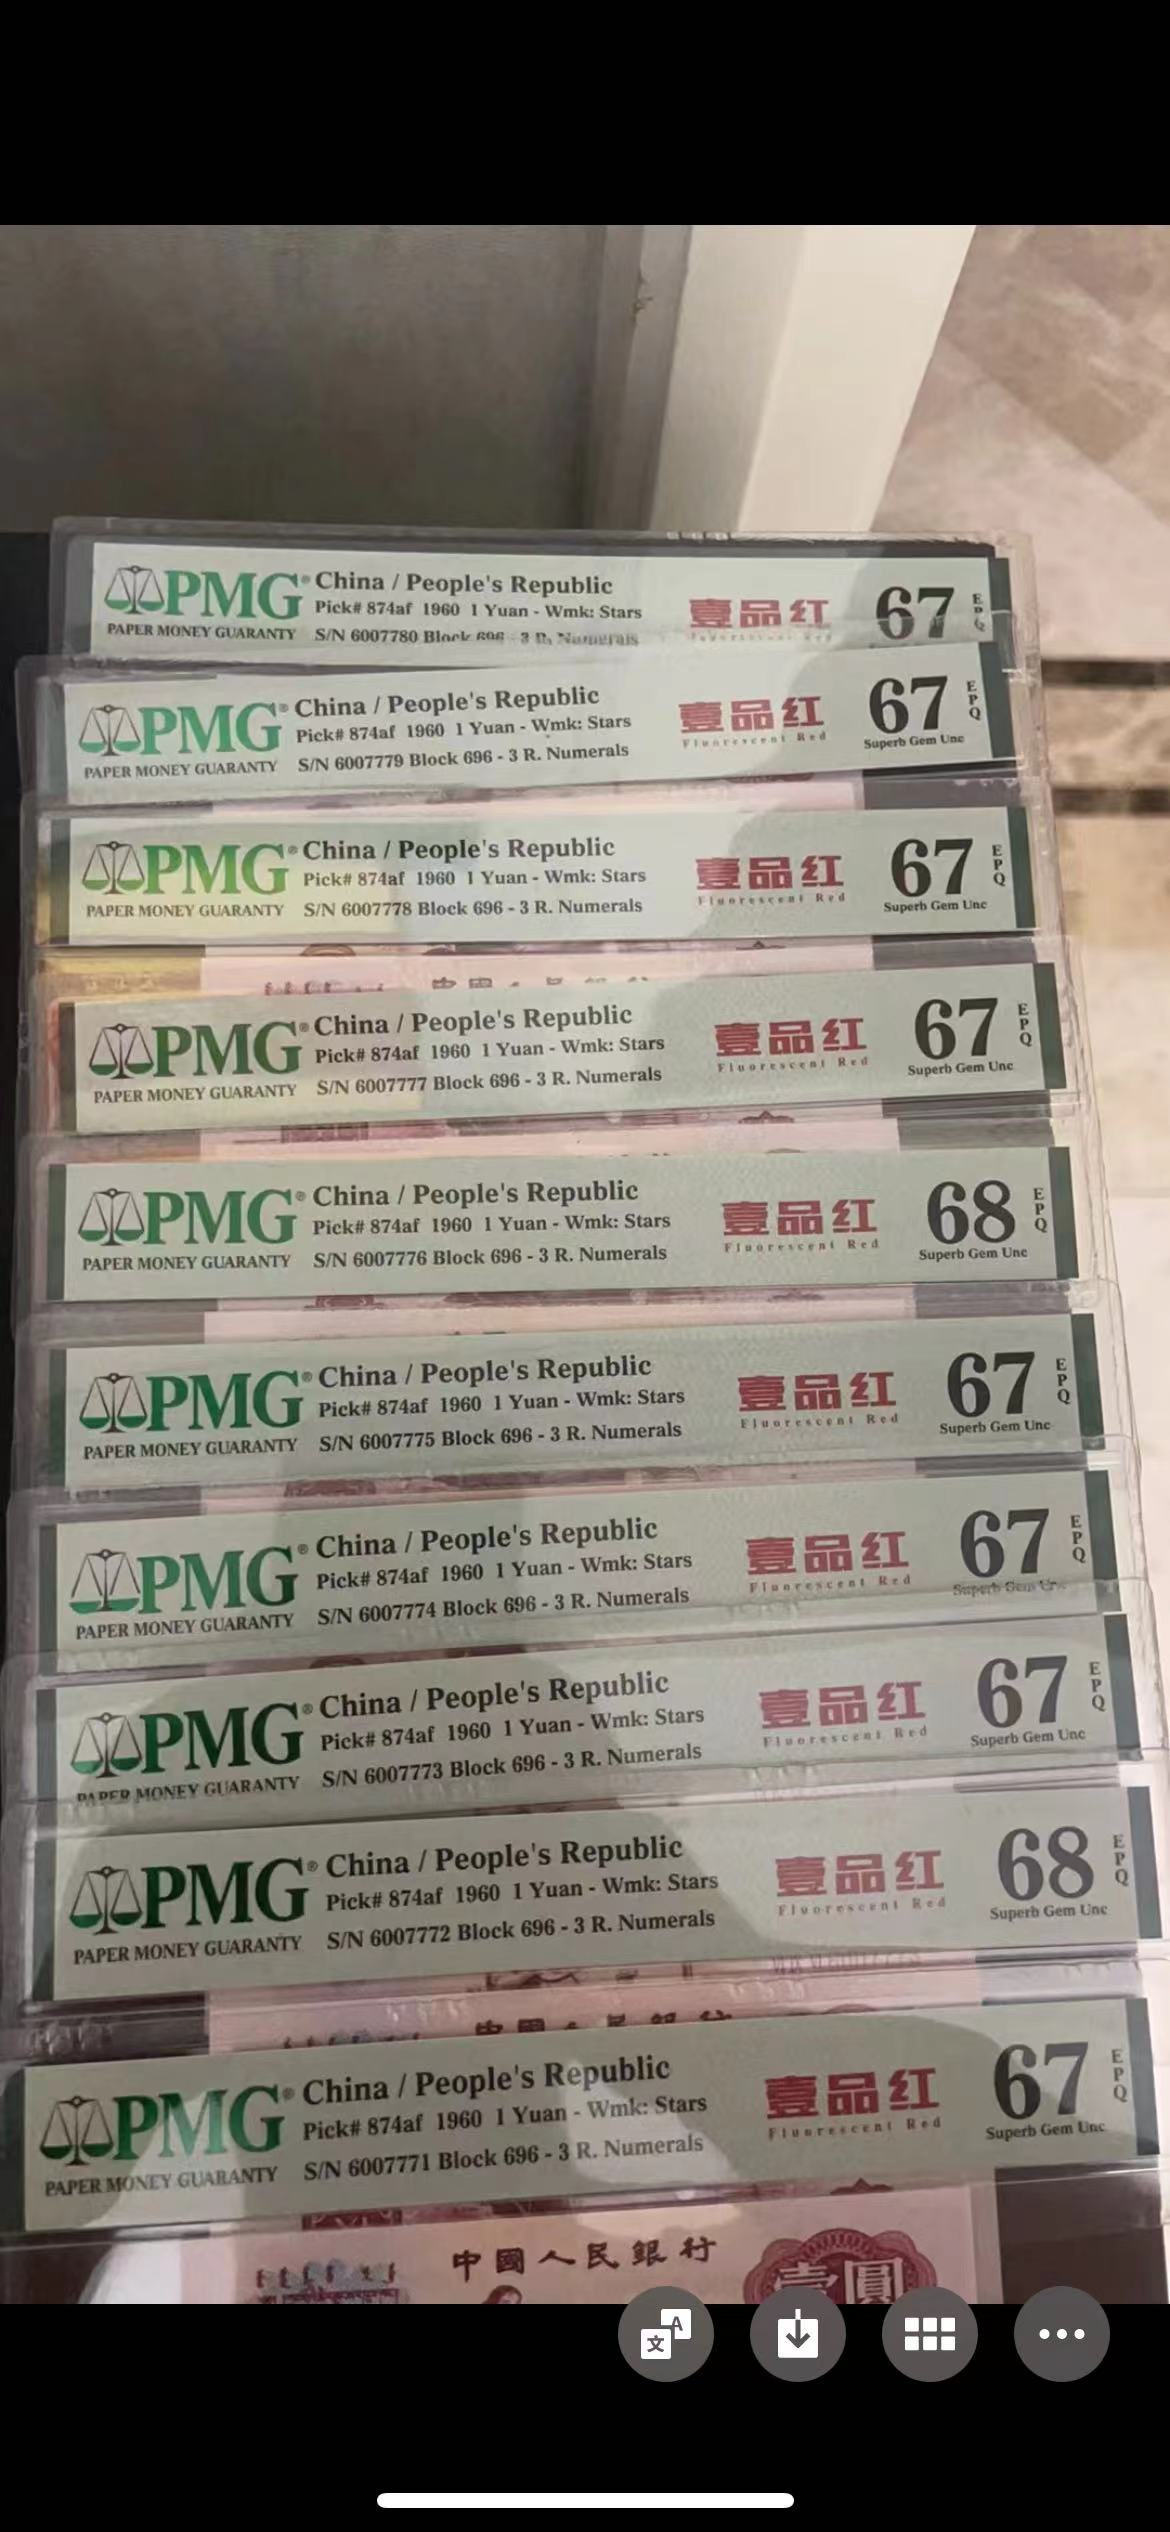 PMG® China / People's Republic
Pick# 874af 1960 1 Yuan - Wmk: Stars
PAPER MONEY GUARANTY S/N 6007780 Block 696 - 3 R. Numerals
壹品红
67 EPQ
PMG® China / People's Republic
Pick# 874af 1960 1 Yuan - Wmk: Stars
PAPER MONEY GUARANTY S/N 6007779 Block 696 - 3 R. Numerals
壹品红
Fluorescent Red
67 EPQ
Superb Gem Unc
PMG® China / People's Republic
Pick# 874af 1960 1 Yuan - Wmk: Stars
PAPER MONEY GUARANTY S/N 6007778 Block 696 - 3 R. Numerals
壹品红
Fluorescent Red
67 EPQ
Superb Gem Unc
PMG® China / People's Republic
Pick# 874af 1960 1 Yuan - Wmk: Stars
PAPER MONEY GUARANTY S/N 6007777 Block 696 - 3 R. Numerals
壹品红
Fluorescent Red
67 EPQ
Superb Gem Unc
PMG® China / People's Republic
Pick# 874af 1960 1 Yuan - Wmk: Stars
PAPER MONEY GUARANTY S/N 6007776 Block 696 - 3 R. Numerals
壹品红
Fluorescent Red
68 EPQ
Superb Gem Unc
PMG® China / People's Republic
Pick# 874af 1960 1 Yuan - Wmk: Stars
PAPER MONEY GUARANTY S/N 6007775 Block 696 - 3 R. Numerals
壹品红
Fluorescent Red
67 EPQ
Superb Gem Unc
PMG® China / People's Republic
Pick# 874af 1960 1 Yuan - Wmk: Stars
PAPER MONEY GUARANTY S/N 6007774 Block 696 - 3 R. Numerals
壹品红
Fluorescent Red
67 EPQ
Superb Gem Unc
PMG® China / People's Republic
Pick# 874af 1960 1 Yuan - Wmk: Stars
PAPER MONEY GUARANTY S/N 6007773 Block 696 - 3 R. Numerals
壹品红
Fluorescent Red
67 EPQ
Superb Gem Unc
PMG® China / People's Republic
Pick# 874af 1960 1 Yuan - Wmk: Stars
PAPER MONEY GUARANTY S/N 6007772 Block 696 - 3 R. Numerals
壹品红
Fluorescent Red
68 EPQ
Superb Gem Unc
PMG® China / People's Republic
Pick# 874af 1960 1 Yuan - Wmk: Stars
PAPER MONEY GUARANTY S/N 6007771 Block 696 - 3 R. Numerals
壹品红
Fluorescent Red
67 EPQ
Superb Gem Unc
中國人民銀行
壹圓